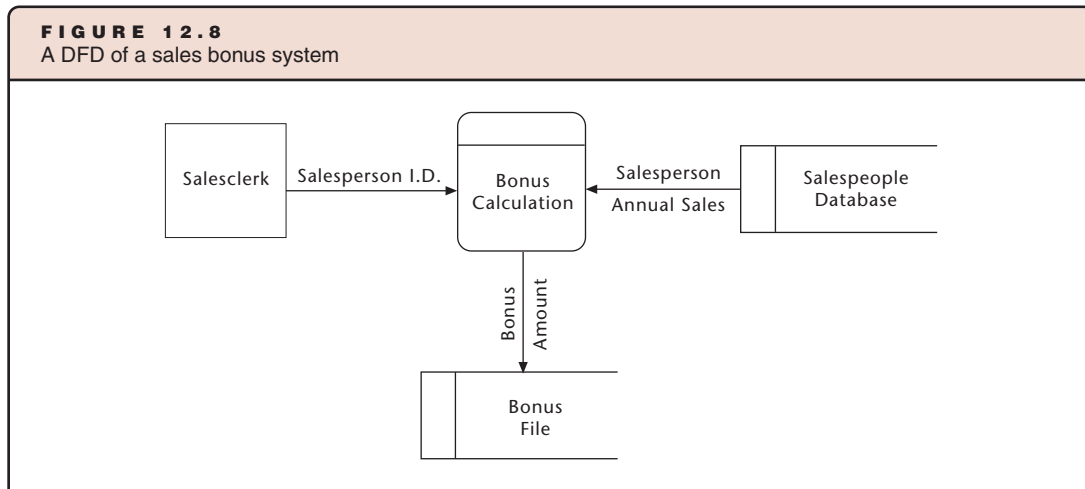 FIGURE 12.8
A DFD of a sales bonus system
Salesclerk
Salesperson I.D.
Bonus
Calculation
Salesperson
Annual Sales
Salespeople
Database
Bonus
Amount
Bonus
File